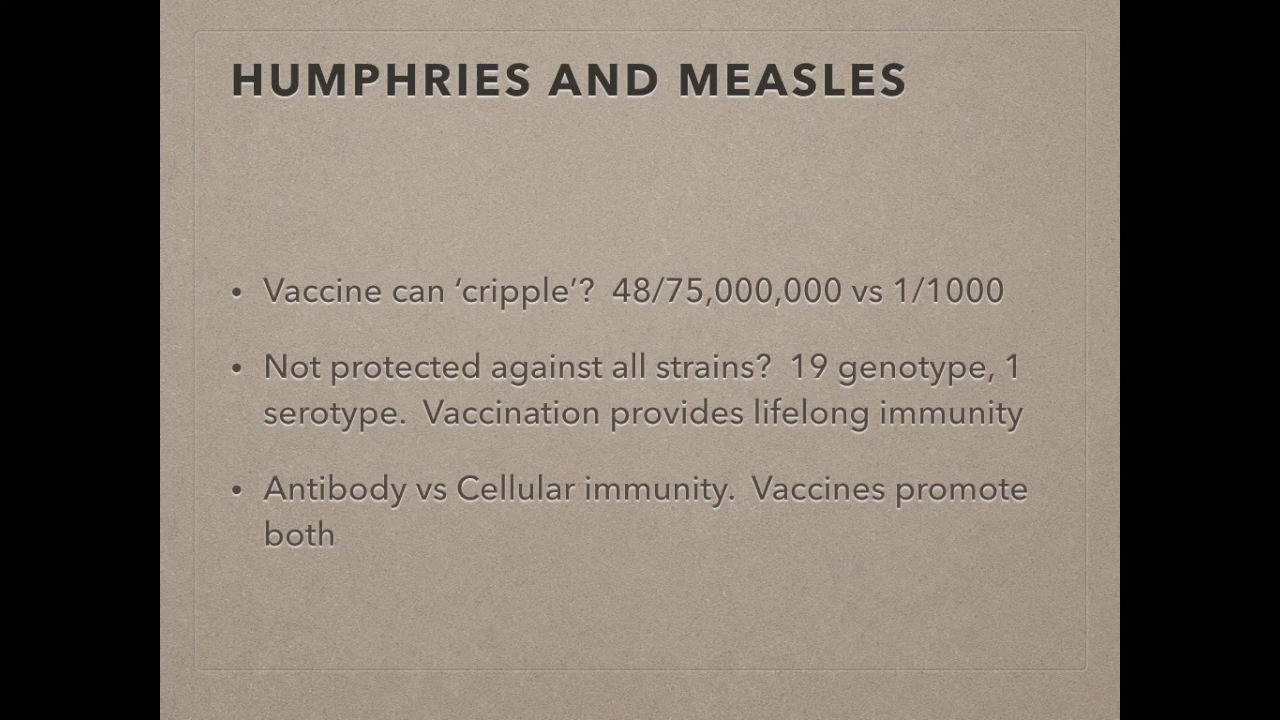 HUMPHRIES AND MEASLES
• Vaccine can ‘cripple’? 48/75,000,000 vs 1/1000
• Not protected against all strains? 19 genotype, 1
serotype. Vaccination provides lifelong immunity
• Antibody vs Cellular immunity. Vaccines promote
both